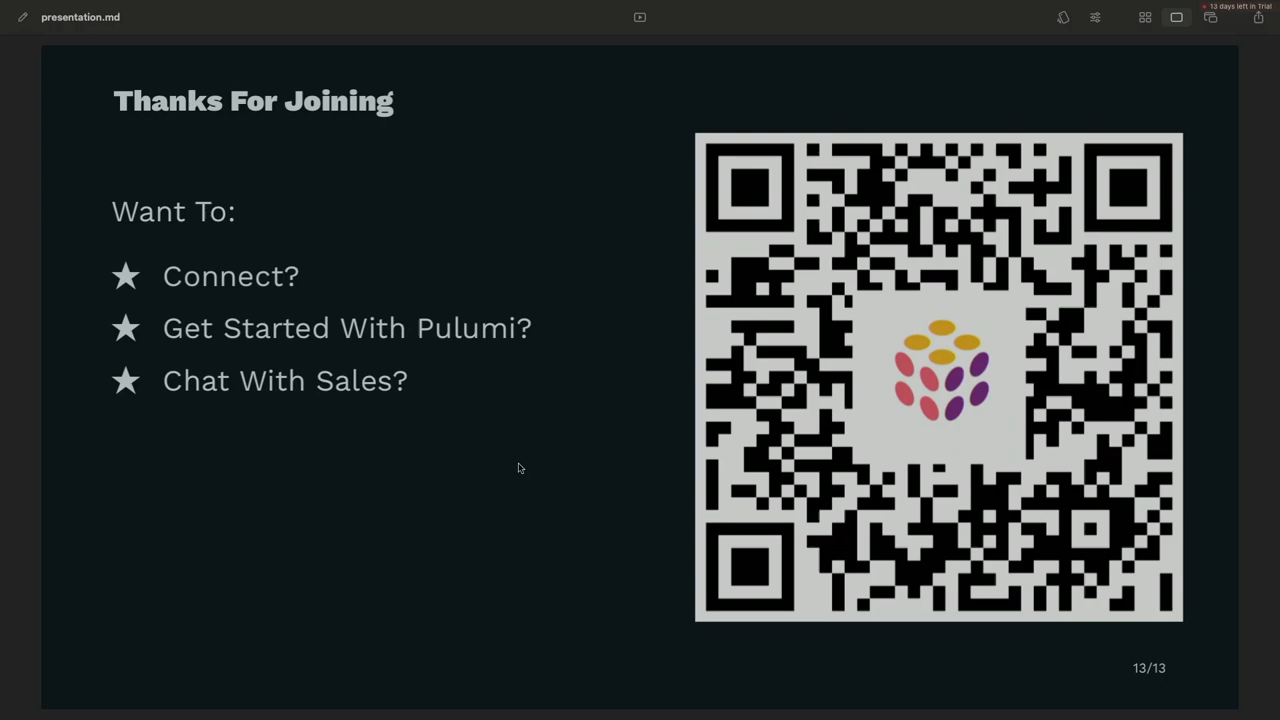 presentation.md
13 days left in Trial
Thanks For Joining
Want To:
★ Connect?
★ Get Started With Pulumi?
★ Chat With Sales?
13/13